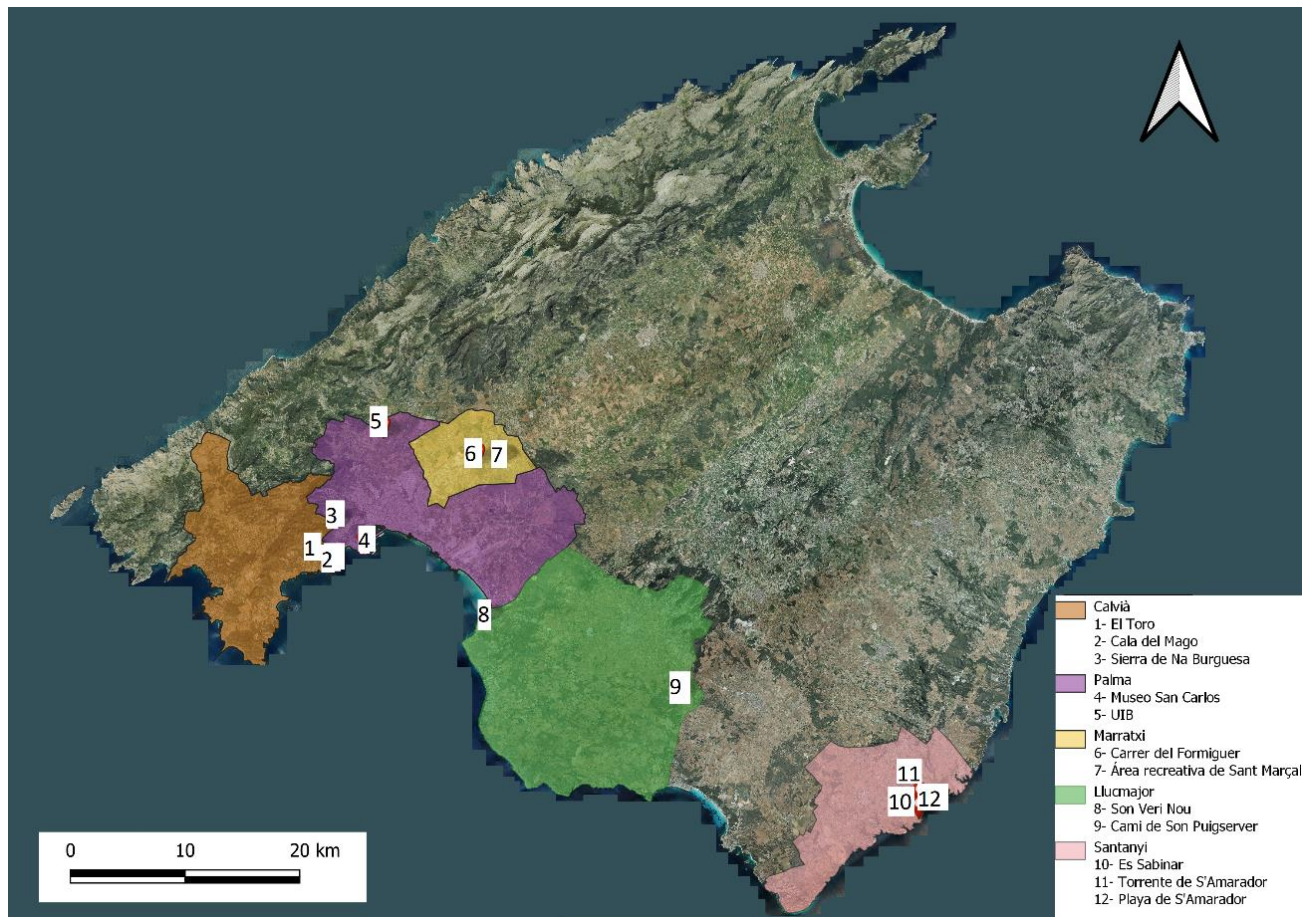 5
6
7
3
4
1
2
8
9
11
10
12
0 10 20 km
Calvià
1- El Toro
2- Cala del Mago
3- Sierra de Na Burguesa
Palma
4- Museo San Carlos
5- UIB
Marratxi
6- Carrer del Formiguer
7- Área recreativa de Sant Marçal
Llucmajor
8- Son Veri Nou
9- Cami de Son Puigserver
Santanyi
10- Es Sabinar
11- Torrente de S'Amarador
12- Playa de S'Amarador